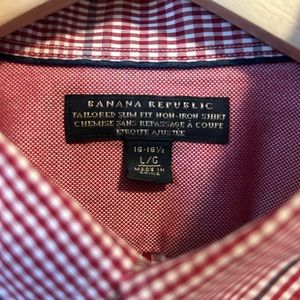 BANANA REPUBLIC
TAILORED SLIM FIT NON-IRON SHIRT
CHEMISE SANS REPASSAGE À COUPE
ÉTROITE AJUSTÉE
16-16½
L/G
MADE IN
CHINA